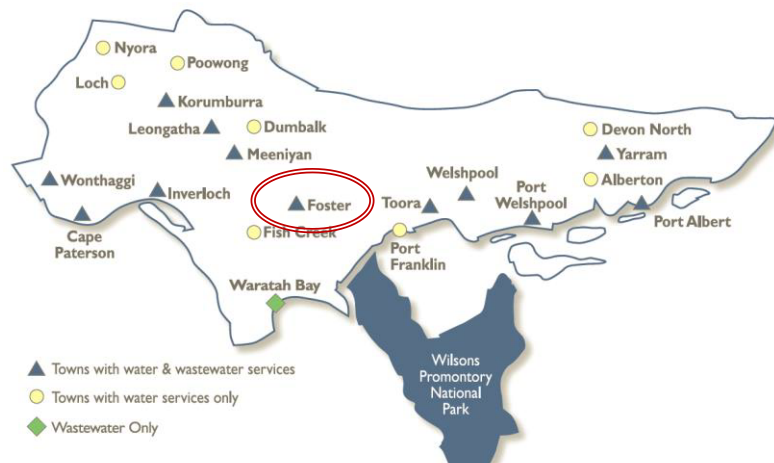 Nyora
Poowong
Loch
Korumburra
Leongatha
Dumbalk
Devon North
Meeniyan
Yarram
Wonthaggi
Inverloch
Welshpool
Alberton
Foster
Toora
Port
Welshpool
Port Albert
Cape
Paterson
Fish Creek
Port
Franklin
Waratah Bay
Wilsons
Promontory
National
Park
Towns with water & wastewater services
Towns with water services only
Wastewater Only